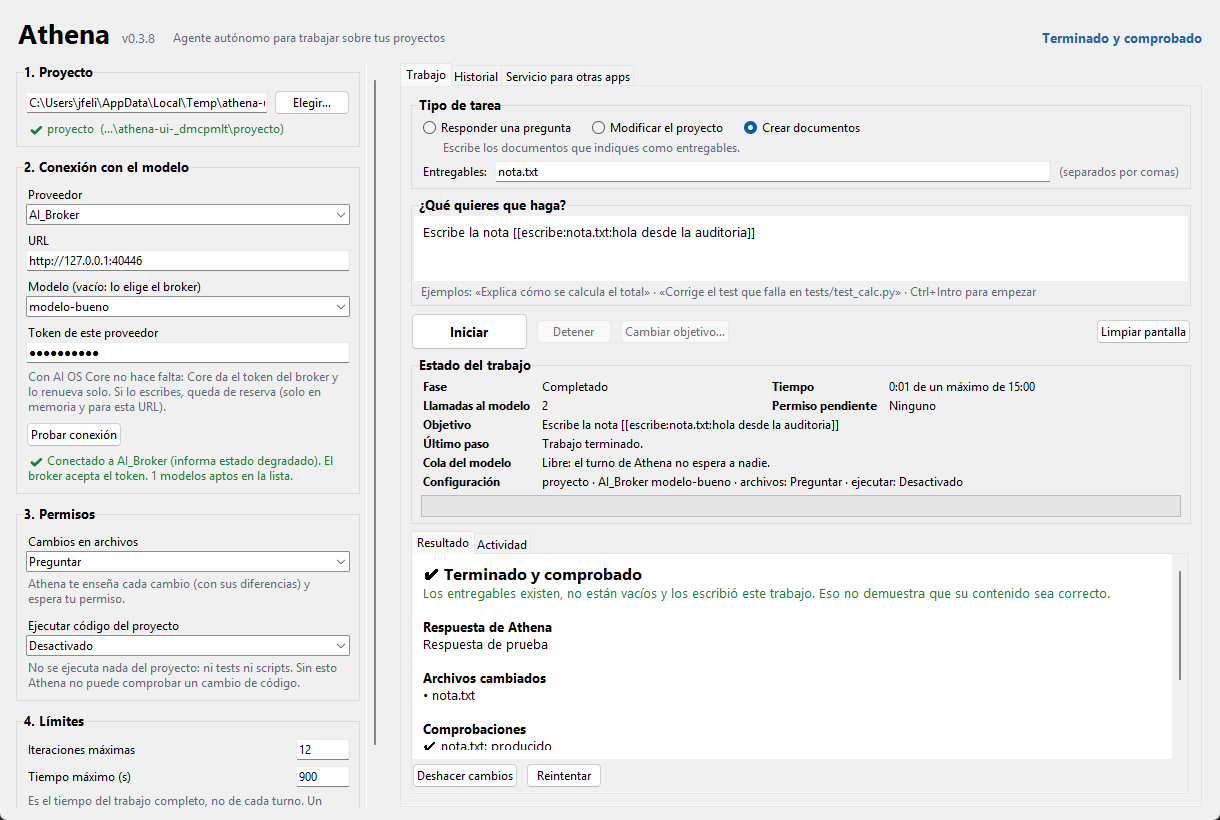 Athena v0.3.8 Agente autónomo para trabajar sobre tus proyectos
Terminado y comprobado
1. Proyecto
C:\Users\jfeli\AppData\Local\Temp\athena-u
Elegir...
proyecto (...\athena-ui-_dmcpmlt\proyecto)
2. Conexión con el modelo
Proveedor
AI_Broker
URL
http://127.0.0.1:40446
Modelo (vacío: lo elige el broker)
modelo-bueno
Token de este proveedor
●●●●●●●●●●
Con AI OS Core no hace falta: Core da el token del broker y
lo renueva solo. Si lo escribes, queda de reserva (solo en
memoria y para esta URL).
Probar conexión
✔ Conectado a AI_Broker (informa estado degradado). El
broker acepta el token. 1 modelos aptos en la lista.
3. Permisos
Cambios en archivos
Preguntar
Athena te enseña cada cambio (con sus diferencias) y
espera tu permiso.
Ejecutar código del proyecto
Desactivado
No se ejecuta nada del proyecto: ni tests ni scripts. Sin esto
Athena no puede comprobar un cambio de código.
4. Límites
Iteraciones máximas 12
Tiempo máximo (s) 900
Es el tiempo del trabajo completo, no de cada turno. Un
Trabajo Historial Servicio para otras apps
Tipo de tarea
Responder una pregunta Modificar el proyecto Crear documentos
Escribe los documentos que indiques como entregables.
Entregables: nota.txt (separados por comas)
¿Qué quieres que haga?
Escribe la nota [[escribe:nota.txt:hola desde la auditoria]]
Ejemplos: «Explica cómo se calcula el total» · «Corrige el test que falla en tests/test_calc.py» · Ctrl+Intro para empezar
Iniciar Detener Cambiar objetivo... Limpiar pantalla
Estado del trabajo
Fase Completado Tiempo 0:01 de un máximo de 15:00
Llamadas al modelo 2 Permiso pendiente Ninguno
Objetivo Escribe la nota [[escribe:nota.txt:hola desde la auditoria]]
Último paso Trabajo terminado.
Cola del modelo Libre: el turno de Athena no espera a nadie.
Configuración proyecto · AI_Broker modelo-bueno · archivos: Preguntar · ejecutar: Desactivado
Resultado Actividad
✔ Terminado y comprobado
Los entregables existen, no están vacíos y los escribió este trabajo. Eso no demuestra que su contenido sea correcto.
Respuesta de Athena
Respuesta de prueba
Archivos cambiados
• nota.txt
Comprobaciones
✔ nota.txt: producido
Deshacer cambios Reintentar